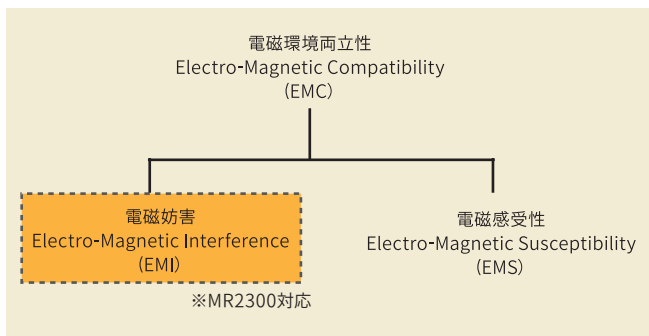 電磁環境両立性
Electro-Magnetic Compatibility
(EMC)
電磁妨害
Electro-Magnetic Interference
(EMI)
電磁感受性
Electro-Magnetic Susceptibility
(EMS)
※MR2300対応